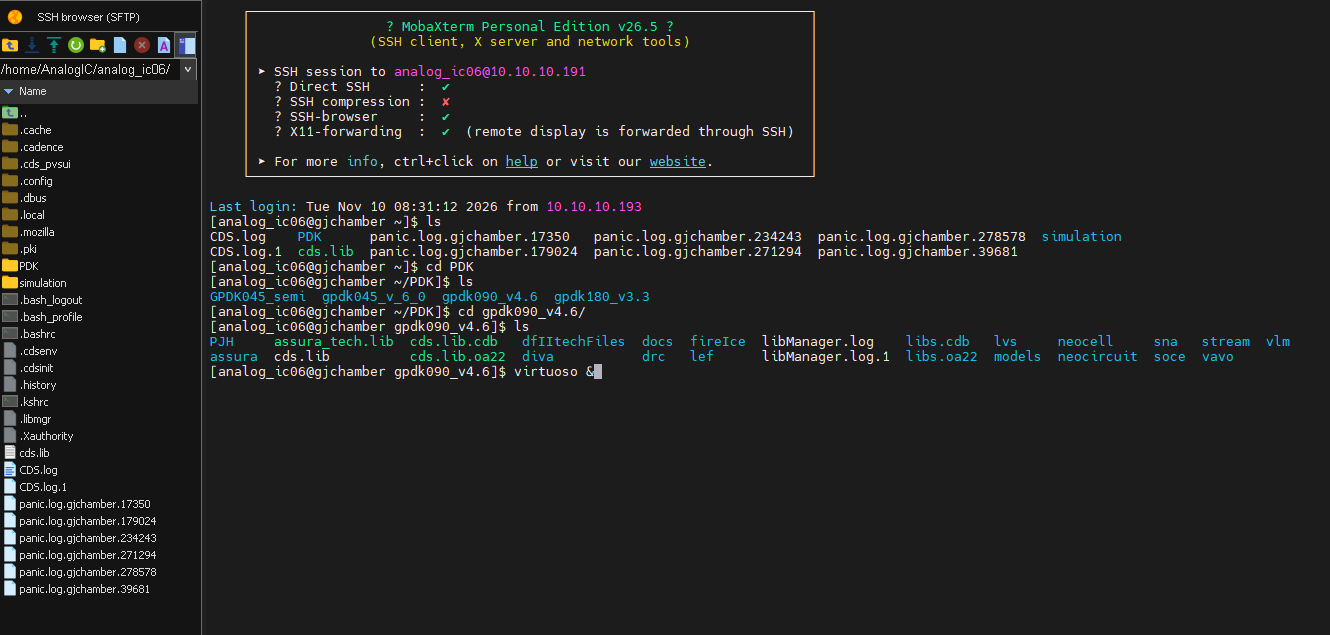 SSH browser (SFTP)
/home/AnalogIC/analog_ic06/
Name
..
.cache
.cadence
.cds_pvsui
.config
.dbus
.local
.mozilla
.pki
PDK
simulation
.bash_logout
.bash_profile
.bashrc
.cdsenv
.cdsinit
.history
.kshrc
.libmgr
.Xauthority
cds.lib
CDS.log
CDS.log.1
panic.log.gjchamber.17350
panic.log.gjchamber.179024
panic.log.gjchamber.234243
panic.log.gjchamber.271294
panic.log.gjchamber.278578
panic.log.gjchamber.39681
? MobaXterm Personal Edition v26.5 ?
(SSH client, X server and network tools)
➤ SSH session to analog_ic06@10.10.10.191
? Direct SSH : ✔
? SSH compression : ✘
? SSH-browser : ✔
? X11-forwarding : ✔ (remote display is forwarded through SSH)
➤ For more info, ctrl+click on help or visit our website.
Last login: Tue Nov 10 08:31:12 2026 from 10.10.10.193
[analog_ic06@gjchamber ~]$ ls
CDS.log PDK panic.log.gjchamber.17350 panic.log.gjchamber.234243 panic.log.gjchamber.278578 simulation
CDS.log.1 cds.lib panic.log.gjchamber.179024 panic.log.gjchamber.271294 panic.log.gjchamber.39681
[analog_ic06@gjchamber ~]$ cd PDK
[analog_ic06@gjchamber ~/PDK]$ ls
GPDK045_semi gpdk045_v_6_0 gpdk090_v4.6 gpdk180_v3.3
[analog_ic06@gjchamber ~/PDK]$ cd gpdk090_v4.6/
[analog_ic06@gjchamber gpdk090_v4.6]$ ls
PJH assura_tech.lib cds.lib.cdb dfIItechFiles docs fireIce libManager.log libs.cdb lvs neocell sna stream vlm
assura cds.lib cds.lib.oa22 diva drc lef libManager.log.1 libs.oa22 models neocircuit soce vavo
[analog_ic06@gjchamber gpdk090_v4.6]$ virtuoso &